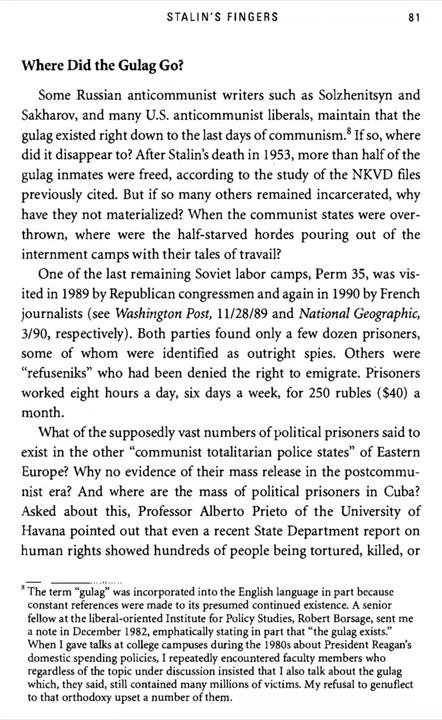 STALIN'S FINGERS 81
Where Did the Gulag Go?
Some Russian anticommunist writers such as Solzhenitsyn and
Sakharov, and many U.S. anticommunist liberals, maintain that the
gulag existed right down to the last days of communism.⁸ If so, where
did it disappear to? After Stalin's death in 1953, more than half of the
gulag inmates were freed, according to the study of the NKVD files
previously cited. But if so many others remained incarcerated, why
have they not materialized? When the communist states were over-
thrown, where were the half-starved hordes pouring out of the
internment camps with their tales of travail?
One of the last remaining Soviet labor camps, Perm 35, was vis-
ited in 1989 by Republican congressmen and again in 1990 by French
journalists (see Washington Post, 11/28/89 and National Geographic,
3/90, respectively). Both parties found only a few dozen prisoners,
some of whom were identified as outright spies. Others were
"refuseniks" who had been denied the right to emigrate. Prisoners
worked eight hours a day, six days a week, for 250 rubles ($40) a
month.
What of the supposedly vast numbers of political prisoners said to
exist in the other "communist totalitarian police states" of Eastern
Europe? Why no evidence of their mass release in the postcommu-
nist era? And where are the mass of political prisoners in Cuba?
Asked about this, Professor Alberto Prieto of the University of
Havana pointed out that even a recent State Department report on
human rights showed hundreds of people being tortured, killed, or
⁸ The term "gulag" was incorporated into the English language in part because
constant references were made to its presumed continued existence. A senior
fellow at the liberal-oriented Institute for Policy Studies, Robert Borsage, sent me
a note in December 1982, emphatically stating in part that "the gulag exists."
When I gave talks at college campuses during the 1980s about President Reagan's
domestic spending policies, I repeatedly encountered faculty members who
regardless of the topic under discussion insisted that I also talk about the gulag
which, they said, still contained many millions of victims. My refusal to genuflect
to that orthodoxy upset a number of them.